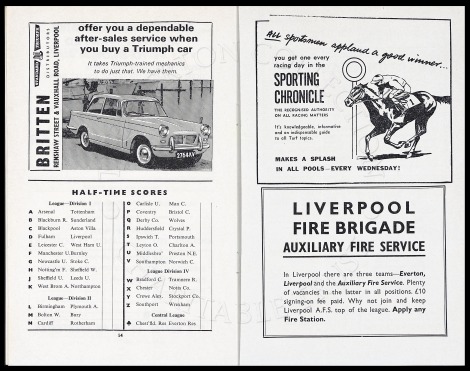 STANDARD TRIUMPH
DISTRIBUTORS
BRITTEN
RENSHAW STREET & VAUXHALL ROAD, LIVERPOOL
offer you a dependable
after-sales service when
you buy a Triumph car
It takes Triumph-trained mechanics
to do just that. We have them.
HALF-TIME SCORES
League—Division I
A Arsenal Tottenham
B Blackburn R. Sunderland
C Blackpool Aston Villa
D Fulham Liverpool
E Leicester C. West Ham U.
F Manchester U. Burnley
G Newcastle U. Stoke C.
H Notting'm F. Sheffield W.
J Sheffield U. Leeds U.
K West Brom A. Northampton
League—Division II
L Birmingham Plymouth A.
M Bolton W. Bury
N Cardiff Rotherham
O Carlisle U. Man C.
P Coventry Bristol C.
Q Derby Co. Wolves
R Huddersfield Crystal P.
S Ipswich T. Portsmouth
T Leyton O. Charlton A.
U Middlesbro' Preston N.E.
V Southampton Norwich C.
League Division IV
W Bradford C. Tranmere R.
X Chester Notts Co.
Y Crewe Alex. Stockport Co.
Z Southport Wrexham
Central League
Chest'fld. Res Everton Res.
54
All sportsmen applaud a good winner...
you get one every
racing day in the
SPORTING
CHRONICLE
THE RECOGNISED AUTHORITY
ON ALL RACING MATTERS
It's knowledgeable, informative
and an indispensable guide
to all Turf topics.
MAKES A SPLASH
IN ALL POOLS—EVERY WEDNESDAY!
LIVERPOOL
FIRE BRIGADE
AUXILIARY FIRE SERVICE
In Liverpool there are three teams—Everton,
Liverpool and the Auxiliary Fire Service. Plenty
of vacancies in the latter in all positions. £10
signing-on fee paid. Why not join and keep
Liverpool A.F.S. top of the league. Apply any
Fire Station.